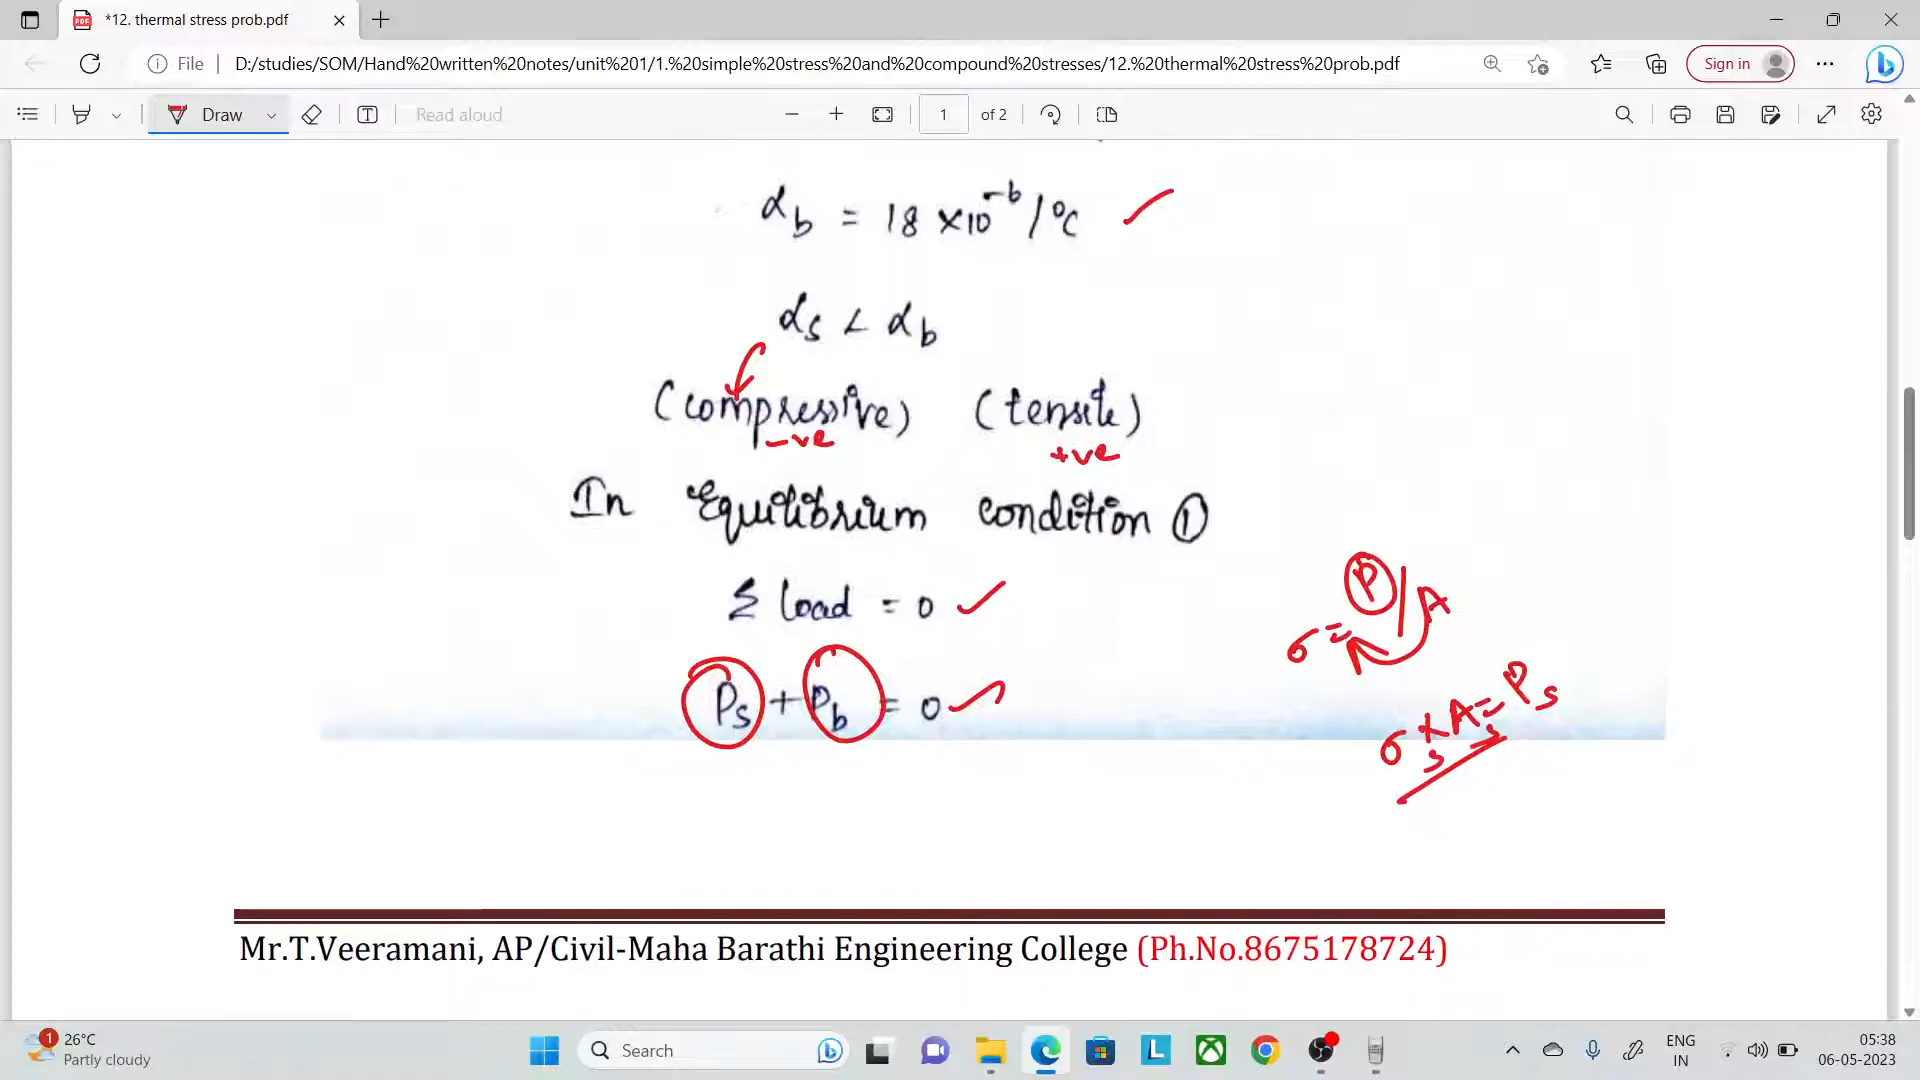 *12. thermal stress prob.pdf
File
D:/studies/SOM/Hand%20written%20notes/unit%201/1.%20simple%20stress%20and%20compound%20stresses/12.%20thermal%20stress%20prob.pdf
Sign in
Draw
Read aloud
1
of 2
αb = 18 ×10⁻⁶ /°C
αs < αb
(compressive) (tensile)
-ve +ve
In Equilibrium condition ①
Σ load = 0
σ = P/A
Ps + Pb = 0
σs × As = Ps
Mr.T.Veeramani, AP/Civil-Maha Barathi Engineering College (Ph.No.8675178724)
1
26°C
Partly cloudy
Search
ENG
IN
05:38
06-05-2023